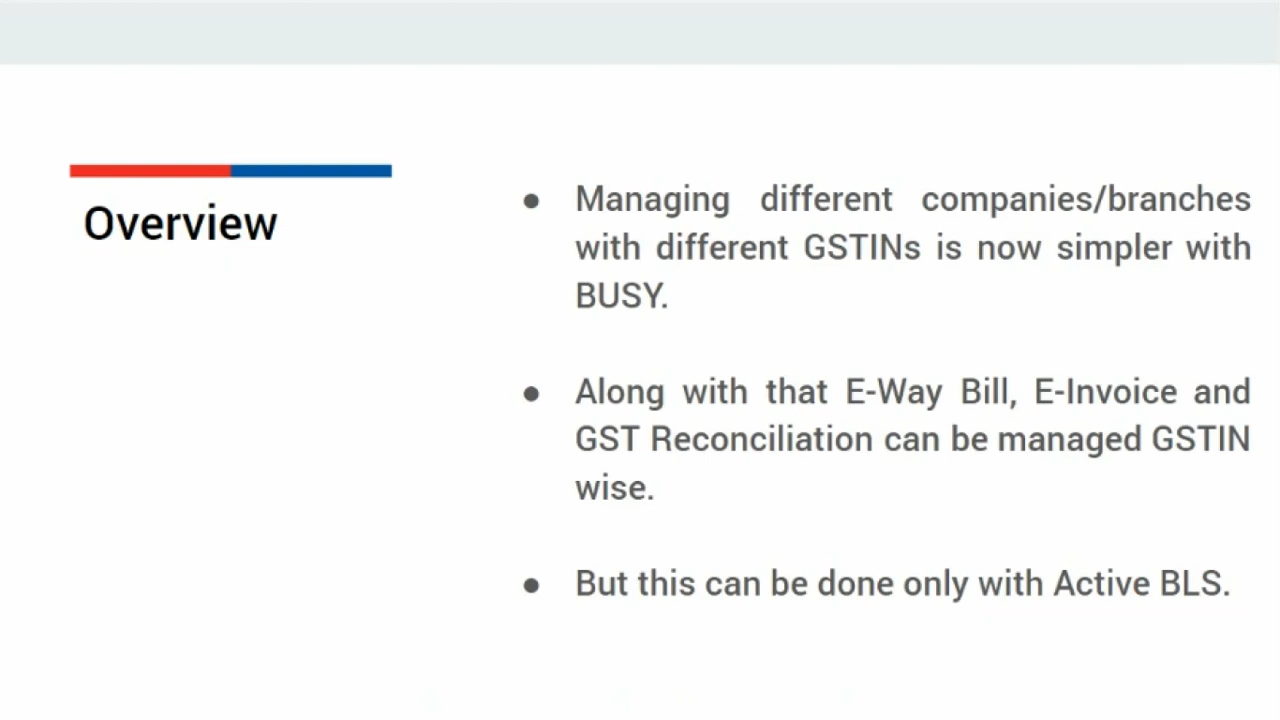 Overview
● Managing different companies/branches
with different GSTINs is now simpler with
BUSY.
● Along with that E-Way Bill, E-Invoice and
GST Reconciliation can be managed GSTIN
wise.
● But this can be done only with Active BLS.